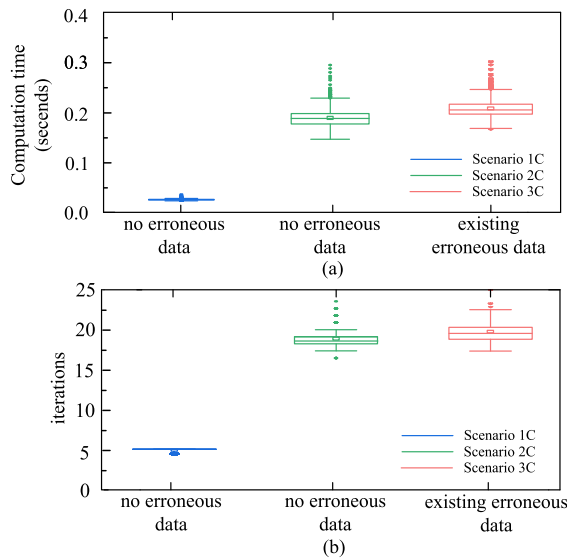 0.4
0.3
0.2
0.1
0.0
Computation time
(secends)
Scenario 1C
Scenario 2C
Scenario 3C
no erroneous
data
no erroneous
data
existing
erroneous data
(a)
25
20
15
10
5
0
iterations
Scenario 1C
Scenario 2C
Scenario 3C
no erroneous
data
no erroneous
data
existing erroneous
data
(b)